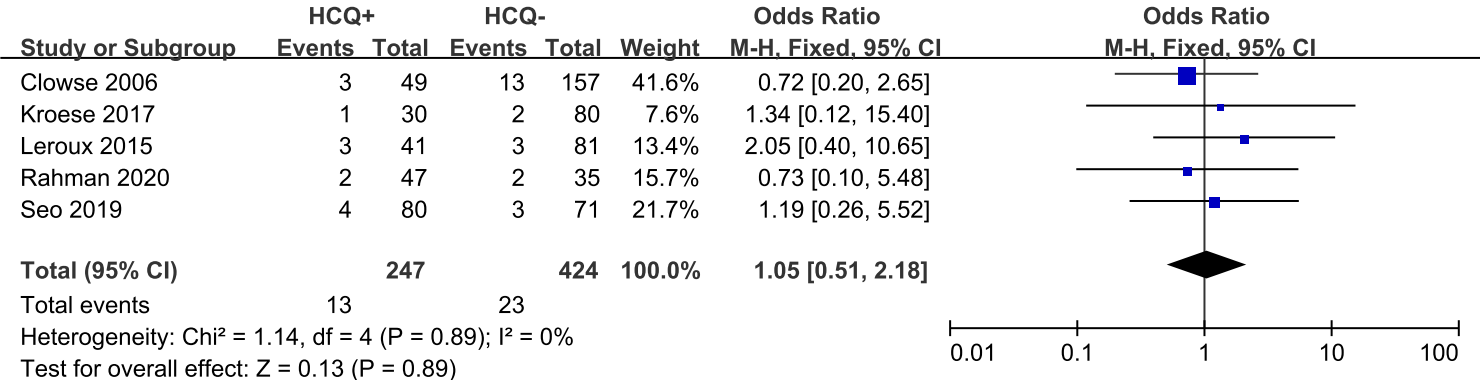 HCQ+ HCQ- Odds Ratio Odds Ratio
Study or Subgroup Events Total Events Total Weight M-H, Fixed, 95% CI M-H, Fixed, 95% CI
Clowse 2006 3 49 13 157 41.6% 0.72 [0.20, 2.65]
Kroese 2017 1 30 2 80 7.6% 1.34 [0.12, 15.40]
Leroux 2015 3 41 3 81 13.4% 2.05 [0.40, 10.65]
Rahman 2020 2 47 2 35 15.7% 0.73 [0.10, 5.48]
Seo 2019 4 80 3 71 21.7% 1.19 [0.26, 5.52]
Total (95% CI) 247 424 100.0% 1.05 [0.51, 2.18]
Total events 13 23
Heterogeneity: Chi² = 1.14, df = 4 (P = 0.89); I² = 0%
Test for overall effect: Z = 0.13 (P = 0.89)
0.01 0.1 1 10 100